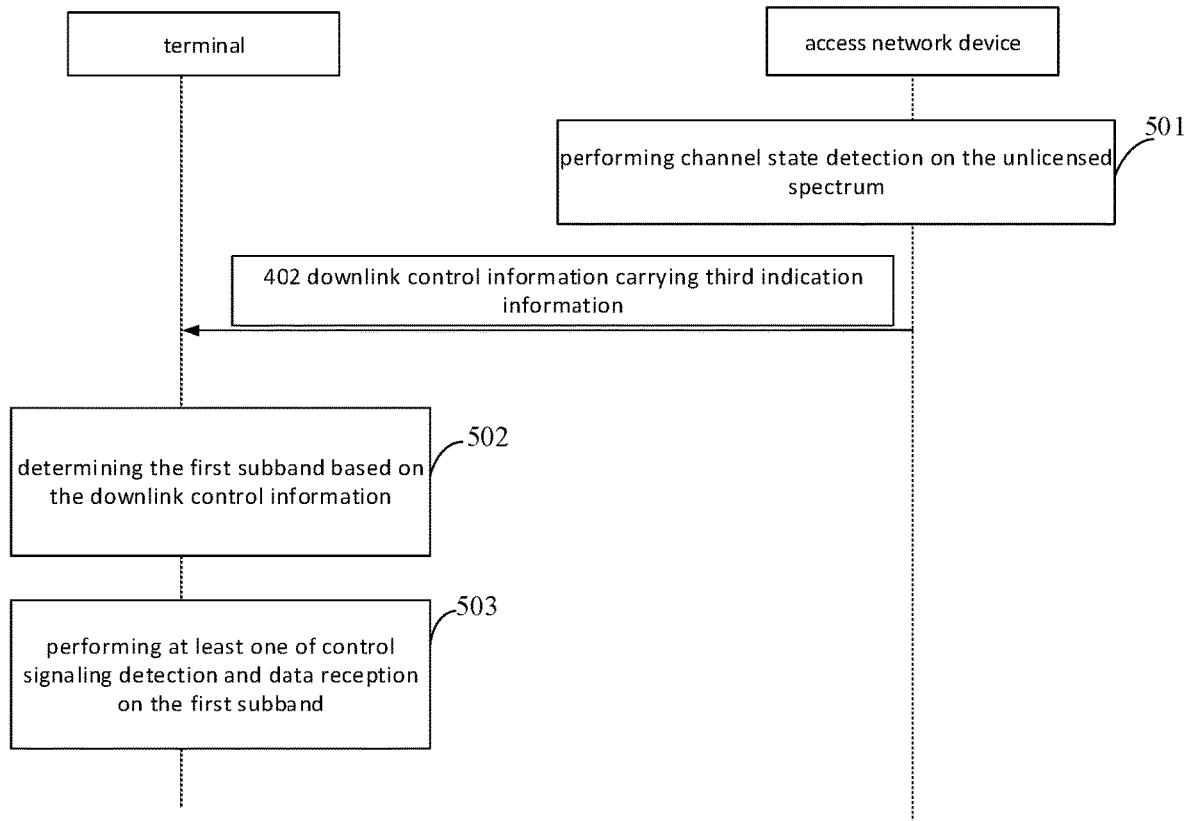 terminal
access network device
501
performing channel state detection on the unlicensed
spectrum
402 downlink control information carrying third indication
information
502
determining the first subband based on
the downlink control information
503
performing at least one of control
signaling detection and data reception
on the first subband